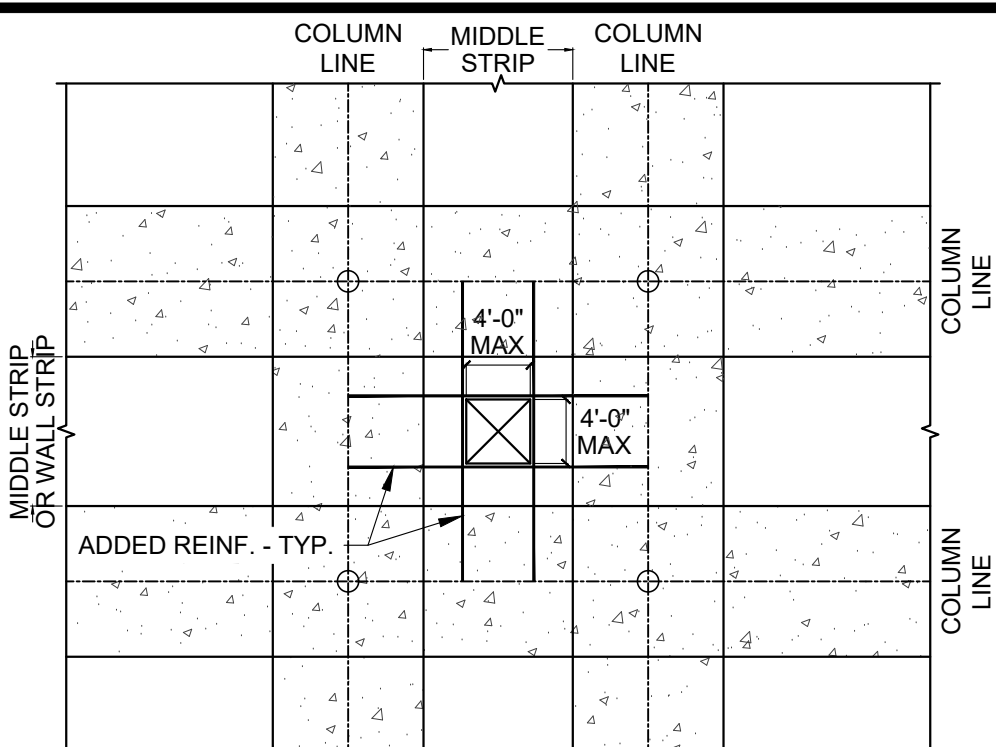 COLUMN
LINE
MIDDLE
STRIP
COLUMN
LINE
COLUMN
LINE
4'-0"
MAX
4'-0"
MAX
MIDDLE STRIP
OR WALL STRIP
ADDED REINF. - TYP.
COLUMN
LINE